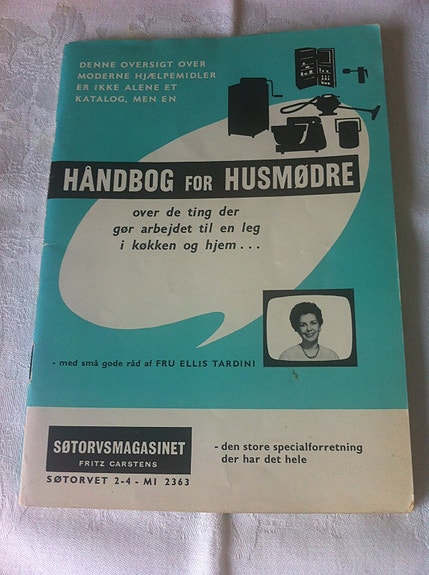 DENNE OVERSIGT OVER
MODERNE HJÆLPEMIDLER
ER IKKE ALENE ET
KATALOG, MEN EN
HÅNDBOG FOR HUSMØDRE
over de ting der
gør arbejdet til en leg
i køkken og hjem...
- med små gode råd af FRU ELLIS TARDINI
SØTORVSMAGASINET
FRITZ CARSTENS
SØTORVET 2-4 - MI 2363
- den store specialforretning
der har det hele